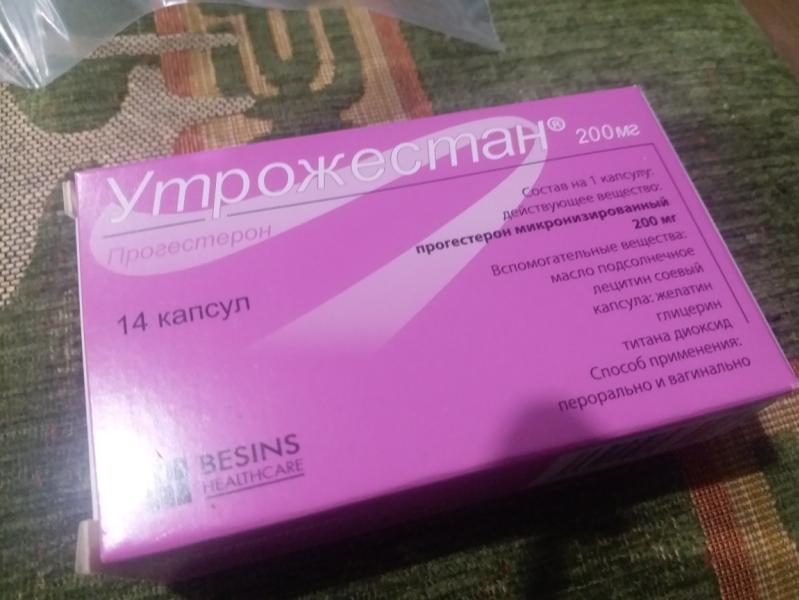 Утрожестан® 200мг
Прогестерон
14 капсул
Состав на 1 капсулу:
действующее вещество:
прогестерон микронизированный
200 мг
Вспомогательные вещества:
масло подсолнечное
лецитин соевый
капсула: желатин
глицерин
титана диоксид
Способ применения:
перорально и вагинально
BESINS
HEALTHCARE